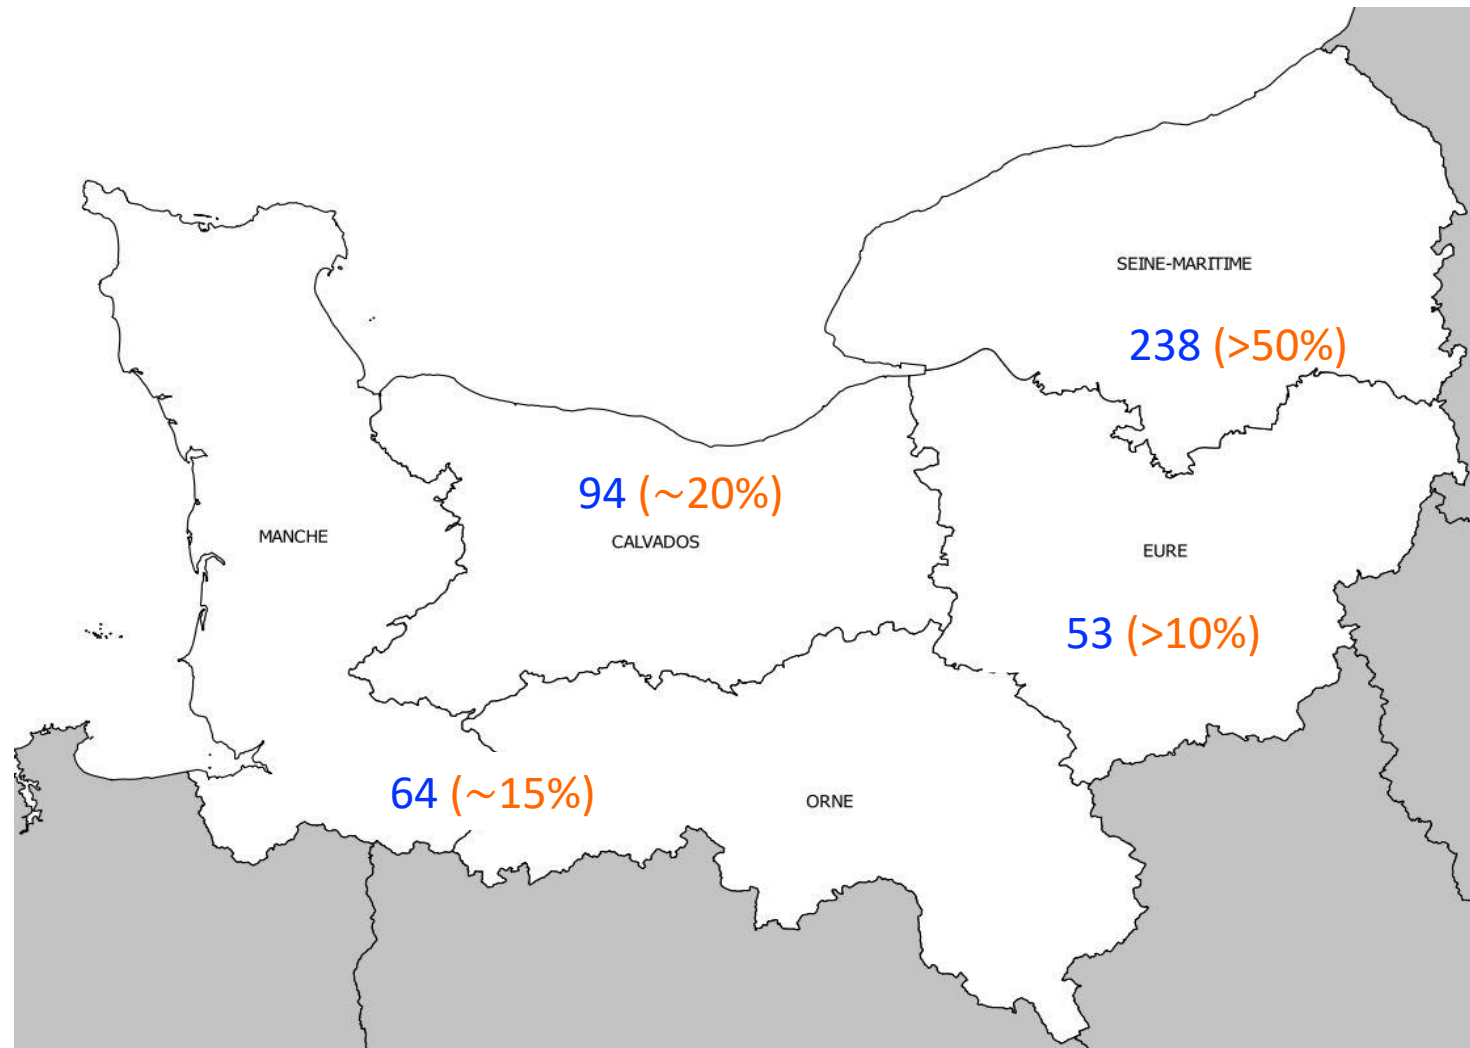 SEINE-MARITIME
238 (>50%)
94 (~20%)
MANCHE
CALVADOS
EURE
53 (>10%)
64 (~15%)
ORNE